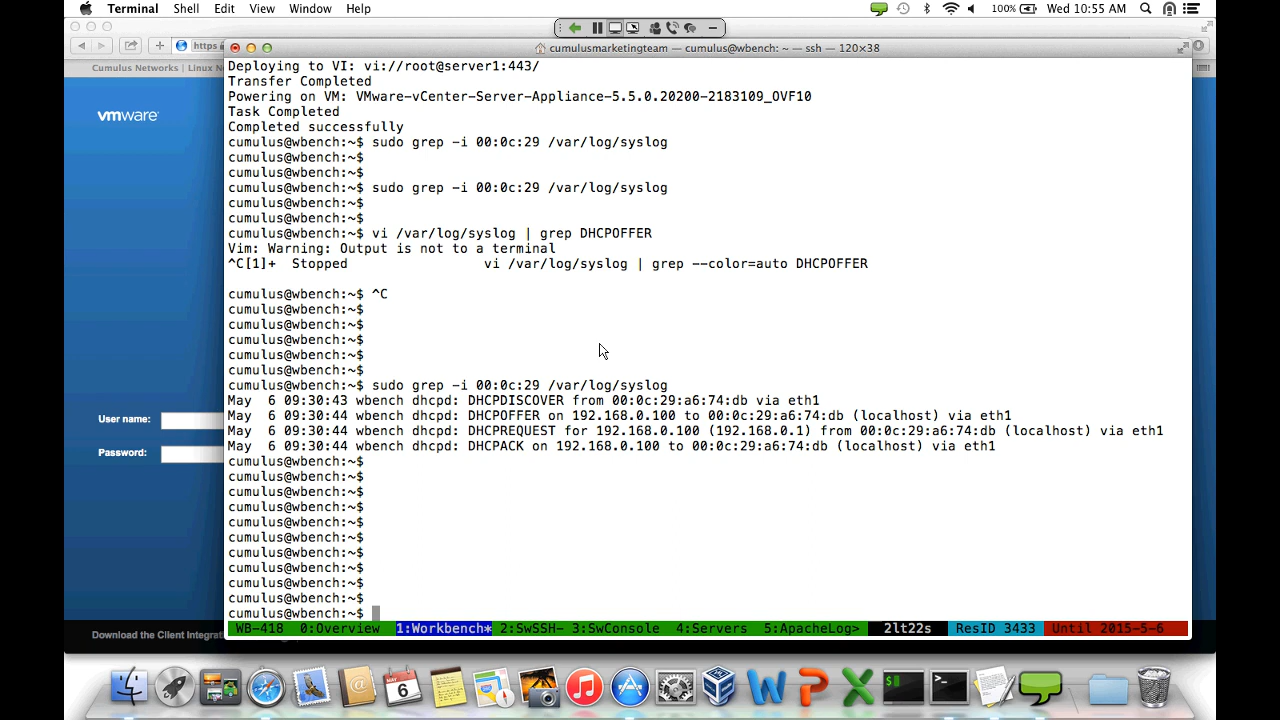 Terminal Shell Edit View Window Help
100% Wed 10:55 AM
https
cumulusmarketingteam — cumulus@wbench: ~ — ssh — 120×38
Cumulus Networks | Linux N
vmware
User name:
Password:
Download the Client Integrat
Deploying to VI: vi://root@server1:443/
Transfer Completed
Powering on VM: VMware-vCenter-Server-Appliance-5.5.0.20200-2183109_OVF10
Task Completed
Completed successfully
cumulus@wbench:~$ sudo grep -i 00:0c:29 /var/log/syslog
cumulus@wbench:~$
cumulus@wbench:~$
cumulus@wbench:~$ sudo grep -i 00:0c:29 /var/log/syslog
cumulus@wbench:~$
cumulus@wbench:~$
cumulus@wbench:~$ vi /var/log/syslog | grep DHCPOFFER
Vim: Warning: Output is not to a terminal
^C[1]+  Stopped                 vi /var/log/syslog | grep --color=auto DHCPOFFER
cumulus@wbench:~$ ^C
cumulus@wbench:~$
cumulus@wbench:~$
cumulus@wbench:~$
cumulus@wbench:~$
cumulus@wbench:~$
cumulus@wbench:~$ sudo grep -i 00:0c:29 /var/log/syslog
May  6 09:30:43 wbench dhcpd: DHCPDISCOVER from 00:0c:29:a6:74:db via eth1
May  6 09:30:44 wbench dhcpd: DHCPOFFER on 192.168.0.100 to 00:0c:29:a6:74:db (localhost) via eth1
May  6 09:30:44 wbench dhcpd: DHCPREQUEST for 192.168.0.100 (192.168.0.1) from 00:0c:29:a6:74:db (localhost) via eth1
May  6 09:30:44 wbench dhcpd: DHCPACK on 192.168.0.100 to 00:0c:29:a6:74:db (localhost) via eth1
cumulus@wbench:~$
cumulus@wbench:~$
cumulus@wbench:~$
cumulus@wbench:~$
cumulus@wbench:~$
cumulus@wbench:~$
cumulus@wbench:~$
cumulus@wbench:~$
cumulus@wbench:~$
cumulus@wbench:~$
cumulus@wbench:~$
WB-418 0:Overview 1:Workbench* 2:SwSSH- 3:SwConsole 4:Servers 5:ApacheLog> 2lt22s ResID 3433 Until 2015-5-6